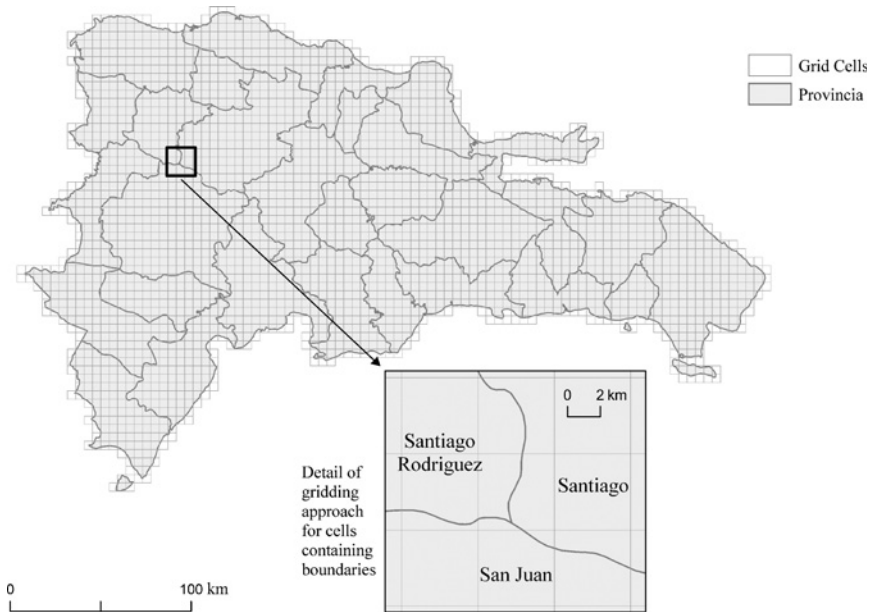 Grid Cells
Provincia
0 2 km
Santiago
Rodriguez
Santiago
San Juan
Detail of
gridding
approach
for cells
containing
boundaries
0 100 km